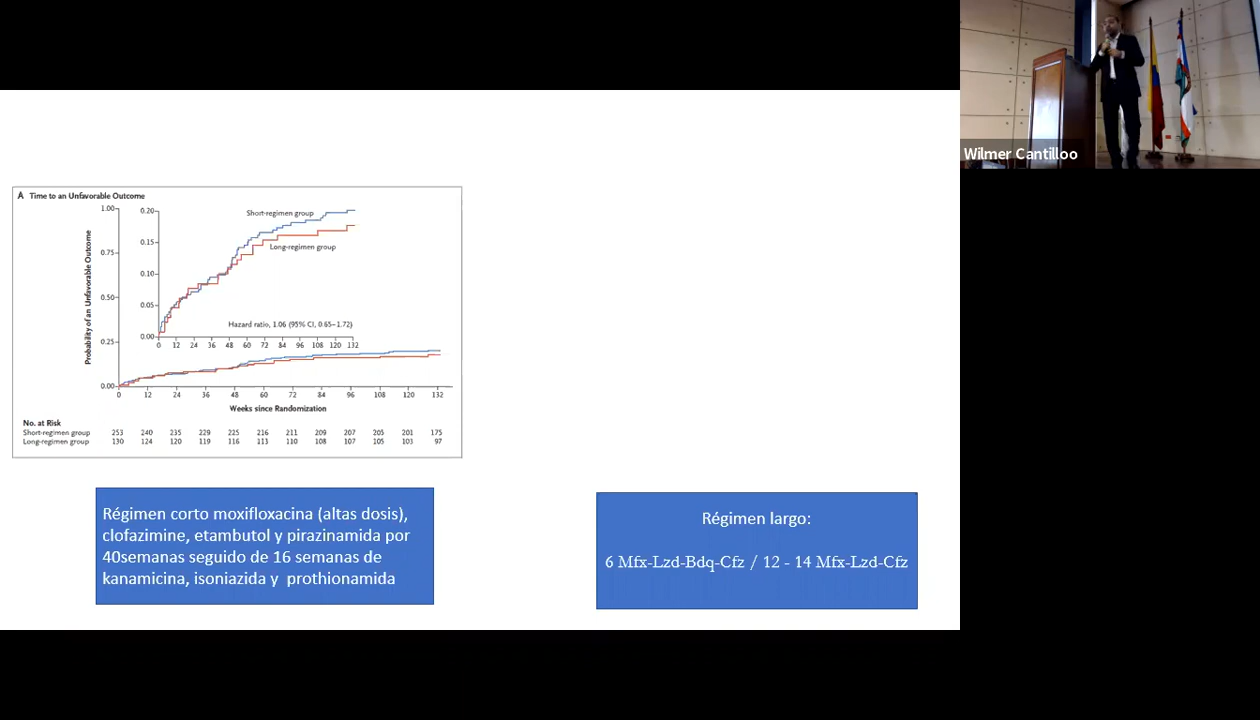 Wilmer Cantilloo
A Time to an Unfavorable Outcome
1.00
0.75
0.50
0.25
0.00
Probability of an Unfavorable Outcome
0.20
0.15
0.10
0.05
0.00
Short-regimen group
Long-regimen group
Hazard ratio, 1.06 (95% CI, 0.65–1.72)
0 12 24 36 48 60 72 84 96 108 120 132
0 12 24 36 48 60 72 84 96 108 120 132
Weeks since Randomization
No. at Risk
Short-regimen group 253 240 235 229 225 216 211 209 207 205 201 175
Long-regimen group 130 124 120 119 116 113 110 108 107 105 103 97
Régimen corto moxifloxacina (altas dosis),
clofazimine, etambutol y pirazinamida por
40semanas seguido de 16 semanas de
kanamicina, isoniazida y prothionamida
Régimen largo:
6 Mfx-Lzd-Bdq-Cfz / 12 - 14 Mfx-Lzd-Cfz